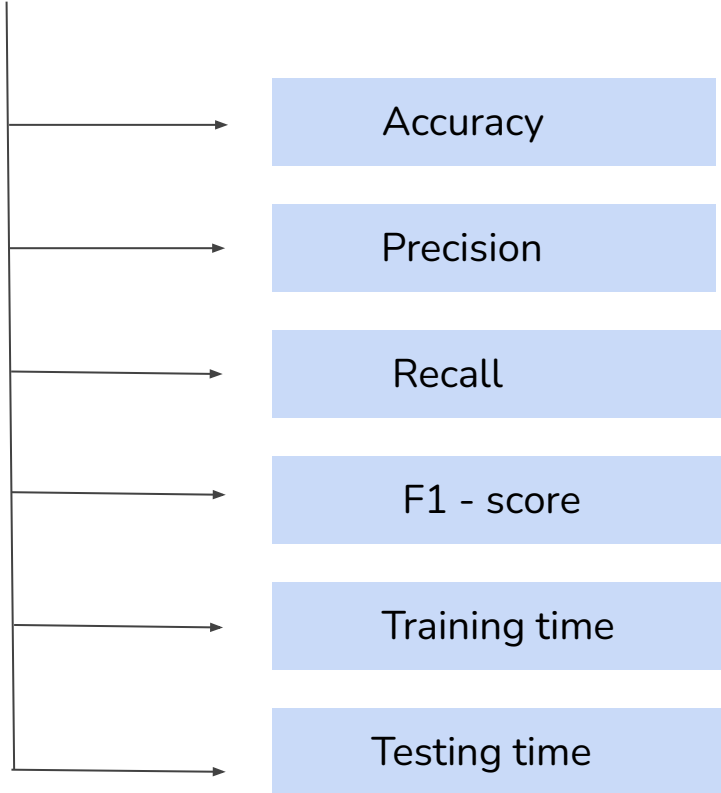 Accuracy
Precision
Recall
F1 - score
Training time
Testing time